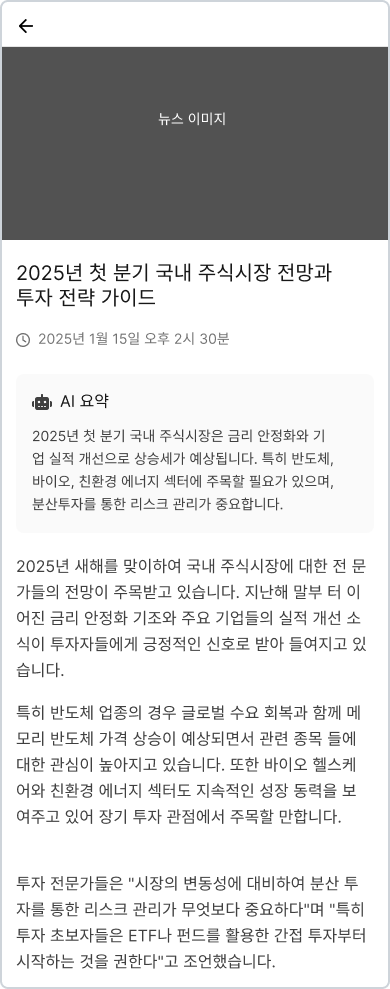 뉴스 이미지
2025년 첫 분기 국내 주식시장 전망과
투자 전략 가이드
2025년 1월 15일 오후 2시 30분
AI 요약
2025년 첫 분기 국내 주식시장은 금리 안정화와 기
업 실적 개선으로 상승세가 예상됩니다. 특히 반도체,
바이오, 친환경 에너지 섹터에 주목할 필요가 있으며,
분산투자를 통한 리스크 관리가 중요합니다.
2025년 새해를 맞이하여 국내 주식시장에 대한 전 문
가들의 전망이 주목받고 있습니다. 지난해 말부 터 이
어진 금리 안정화 기조와 주요 기업들의 실적 개선 소
식이 투자자들에게 긍정적인 신호로 받아 들여지고 있
습니다.
특히 반도체 업종의 경우 글로벌 수요 회복과 함께 메
모리 반도체 가격 상승이 예상되면서 관련 종목 들에
대한 관심이 높아지고 있습니다. 또한 바이오 헬스케
어와 친환경 에너지 섹터도 지속적인 성장 동력을 보
여주고 있어 장기 투자 관점에서 주목할 만합니다.
투자 전문가들은 "시장의 변동성에 대비하여 분산 투
자를 통한 리스크 관리가 무엇보다 중요하다"며 "특히
투자 초보자들은 ETF나 펀드를 활용한 간접 투자부터
시작하는 것을 권한다"고 조언했습니다.